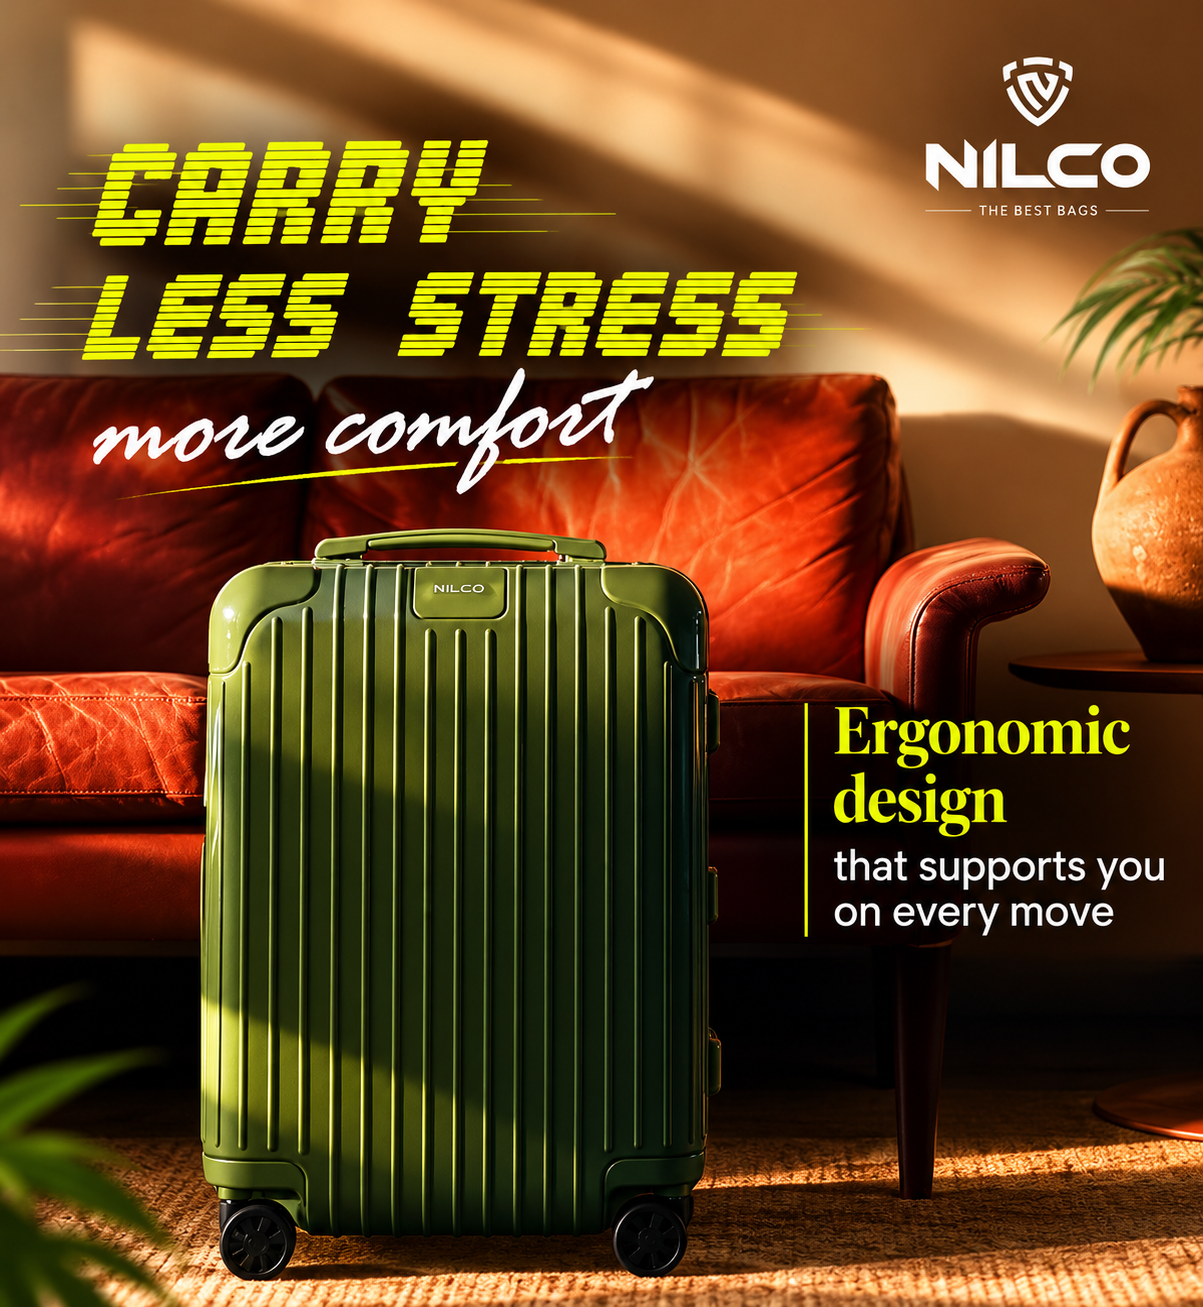 NILCO
THE BEST BAGS
CARRY
LESS STRESS
more comfort
NILCO
Ergonomic
design
that supports you
on every move